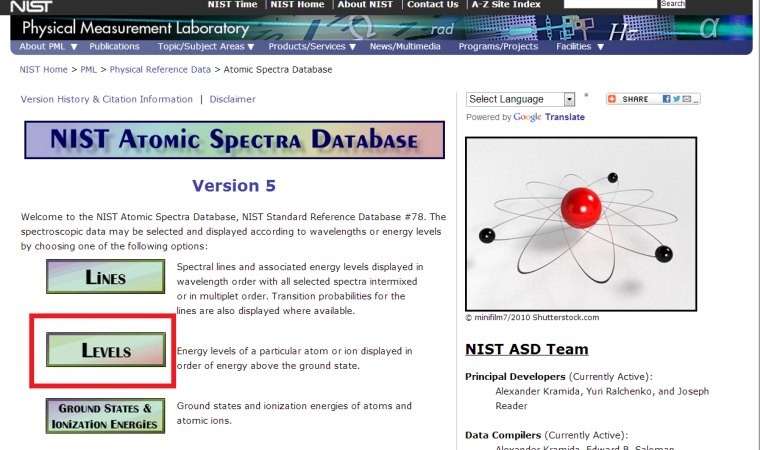 NIST
NIST Time | NIST Home | About NIST | Contact Us | A-Z Site Index
Search
Physical Measurement Laboratory
Ω rad Hz α
About PML ▼ Publications Topic/Subject Areas ▼ Products/Services ▼ News/Multimedia Programs/Projects Facilities ▼
NIST Home > PML > Physical Reference Data > Atomic Spectra Database
Version History & Citation Information | Disclaimer
NIST ATOMIC SPECTRA DATABASE
Version 5
Welcome to the NIST Atomic Spectra Database, NIST Standard Reference Database #78. The
spectroscopic data may be selected and displayed according to wavelengths or energy levels
by choosing one of the following options:
LINES
Spectral lines and associated energy levels displayed in
wavelength order with all selected spectra intermixed
or in multiplet order. Transition probabilities for the
lines are also displayed where available.
LEVELS
Energy levels of a particular atom or ion displayed in
order of energy above the ground state.
GROUND STATES &
IONIZATION ENERGIES
Ground states and ionization energies of atoms and
atomic ions.
Select Language *
SHARE ...
Powered by Google Translate
© minifilm7/2010 Shutterstock.com
NIST ASD Team
Principal Developers (Currently Active):
Alexander Kramida, Yuri Ralchenko, and Joseph
Reader
Data Compilers (Currently Active):
Alexander Kramida, Edward B. Saloman,